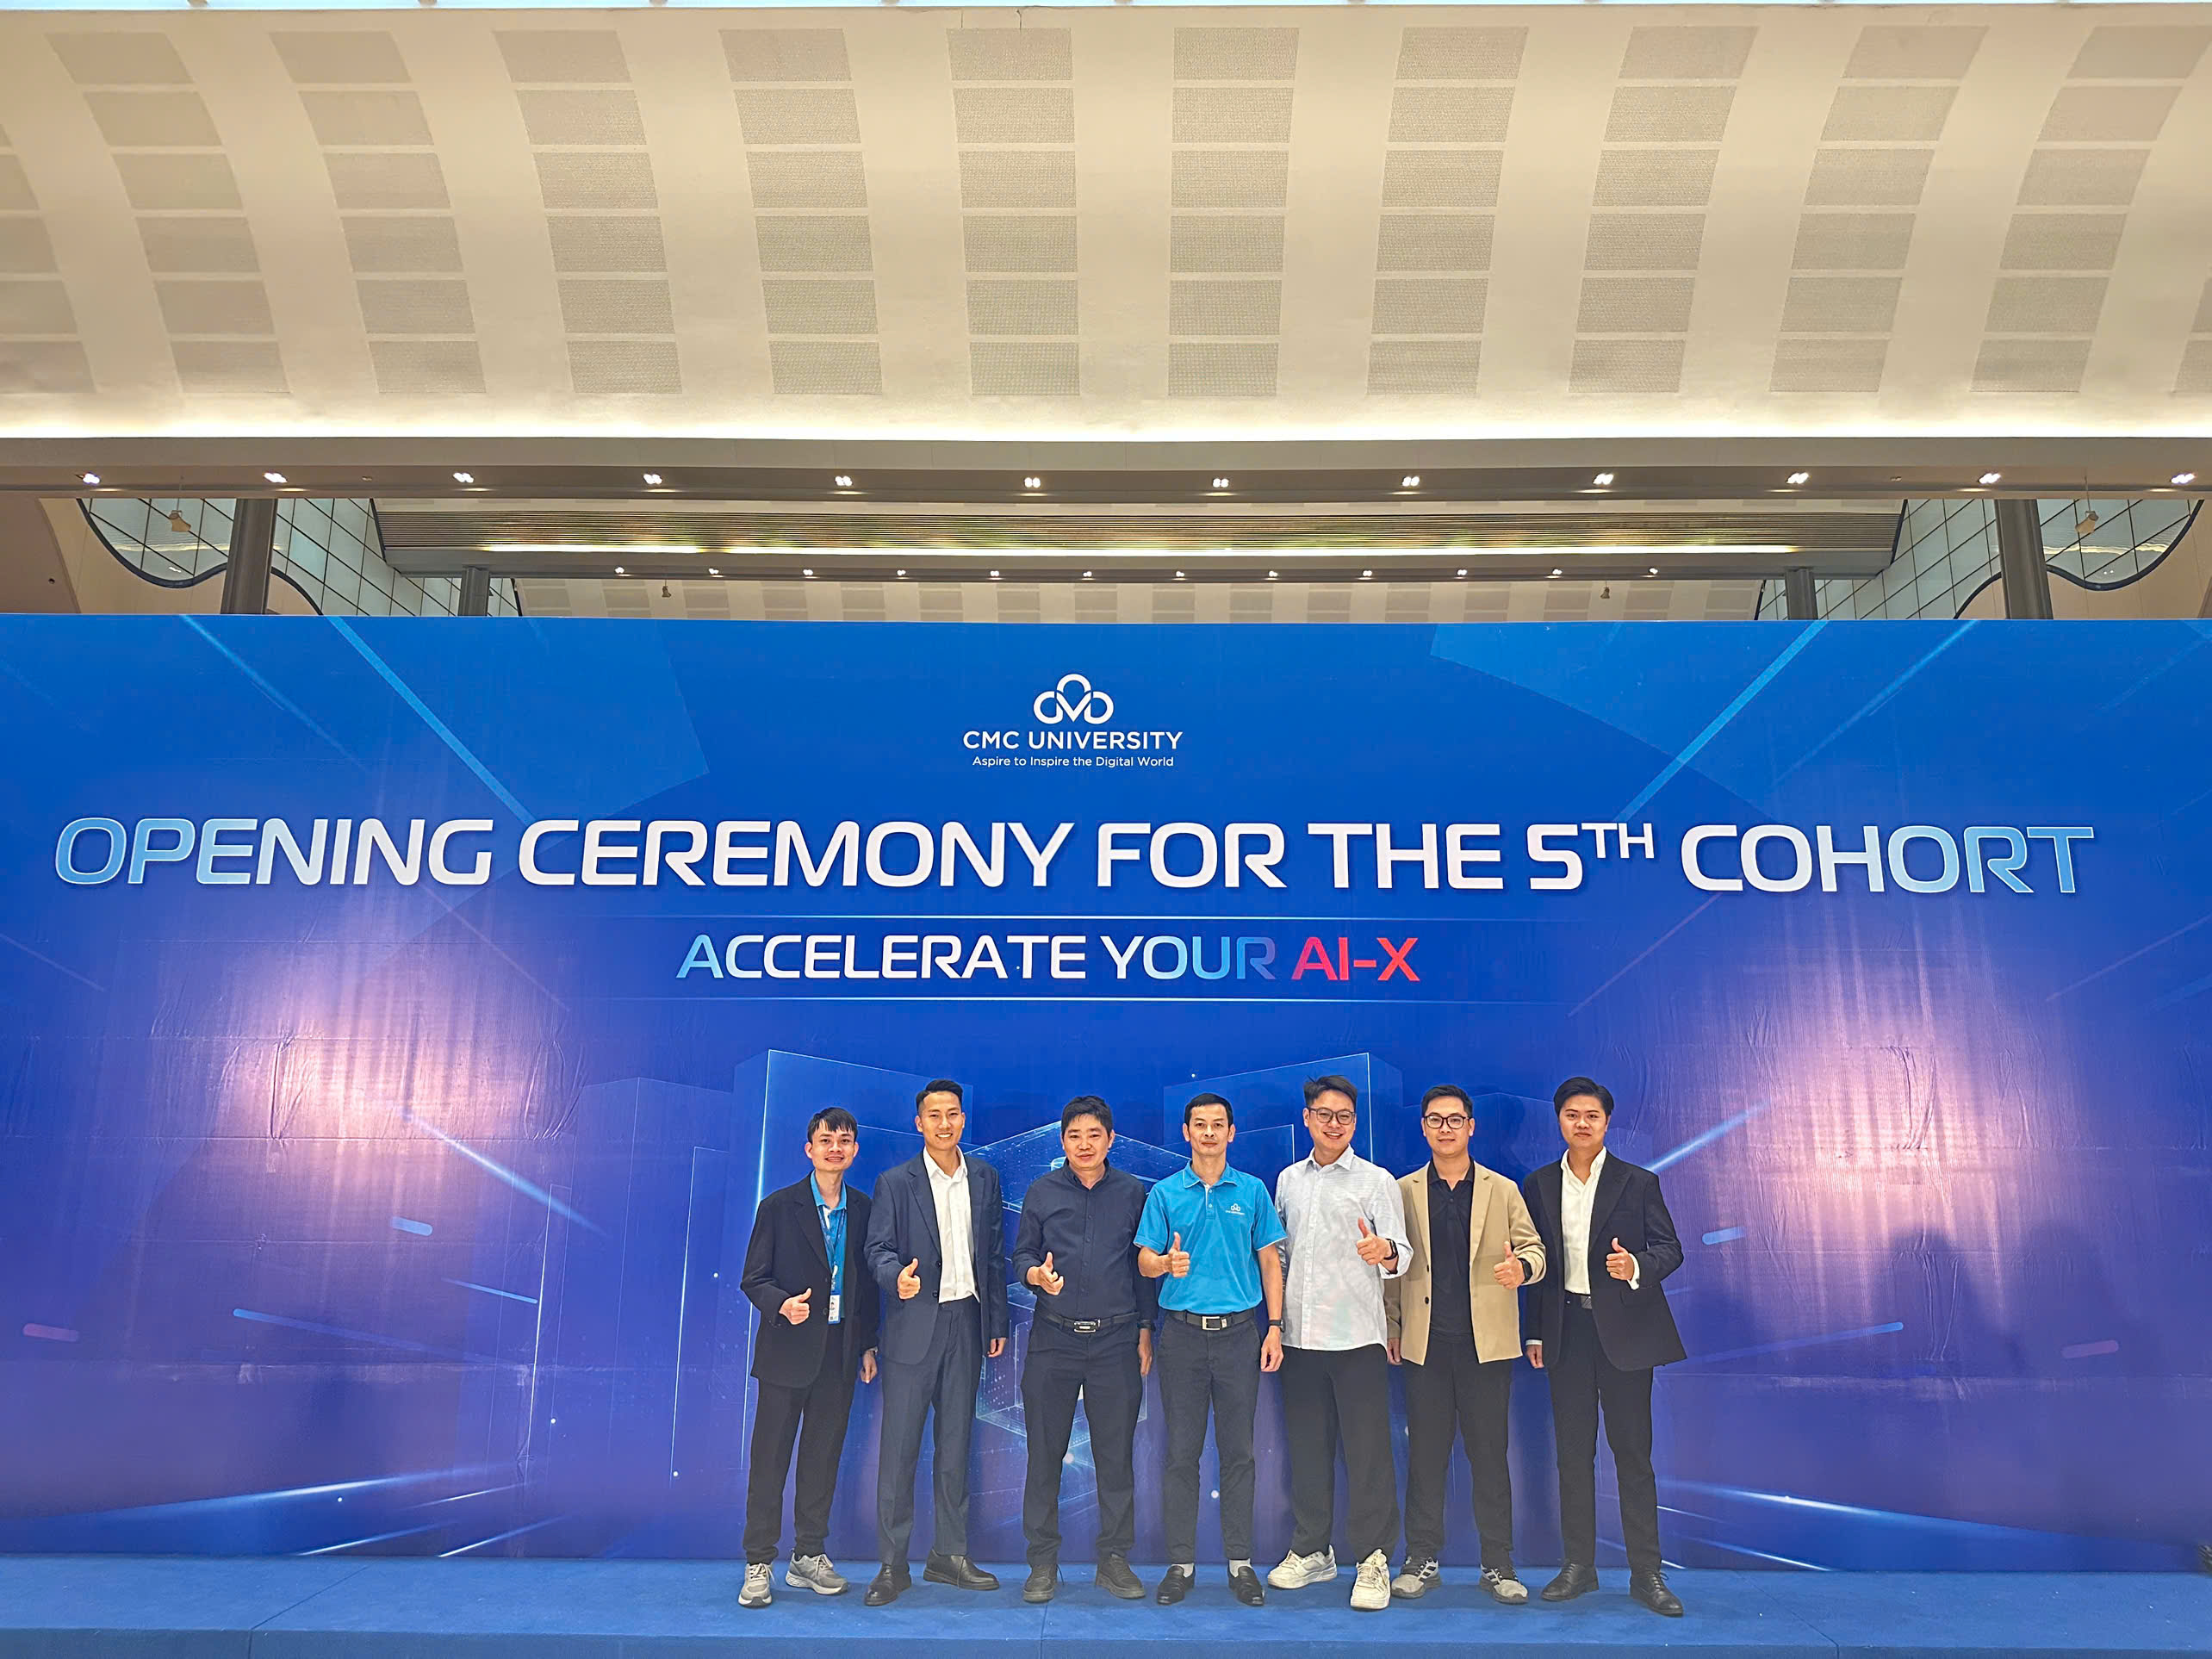 CMC UNIVERSITY
Aspire to Inspire the Digital World
OPENING CEREMONY FOR THE 5TH COHORT
ACCELERATE YOUR AI-X